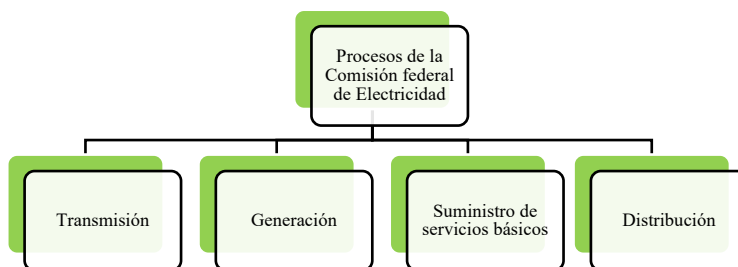 Procesos de la
Comisión federal
de Electricidad
Transmisión
Generación
Suministro de
servicios básicos
Distribución